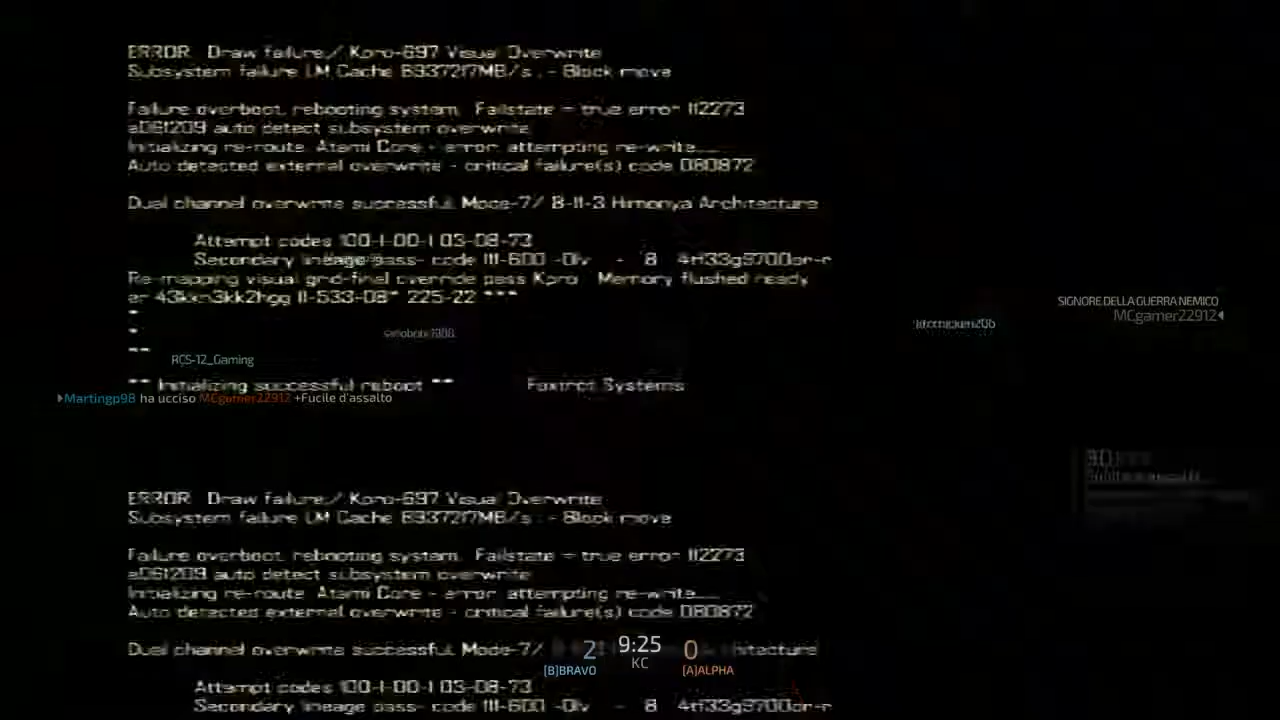 ERROR Draw failure:/ Kpro-697 Visual Overwrite
Subsystem failure LM Cache 6937217MB/s : - Block move
Failure overboot, rebooting system. Failstate = true error 112273
a061209 auto detect subsystem overwrite
Initializing re-route. Atami Core - error attempting re-write....
Auto detected external overwrite - critical failure(s) code 080872
Dual channel overwrite successful. Mode-7/ 8-11-3 Himonya Architecture
Attempt codes 100-1-00-1 03-08-73
Secondary lineage pass- code 111-600 -01v - 8 4rf33g9700or-r
Re-mapping visual grid-final override pass Kpro Memory flushed ready
er 43kkn3kk2hgg 11-533-08* 225-22 ***
*
SIGNORE DELLA GUERRA NEMICO
MCgamer22912
*
**
RCS-12_Gaming
** Initializing successful reboot ** Foxtrot Systems
Martingp98 ha ucciso MCgamer22912 +Fucile d'assalto
ERROR Draw failure:/ Kpro-697 Visual Overwrite
Subsystem failure LM Cache 6937217MB/s : - Block move
Failure overboot, rebooting system. Failstate = true error 112273
a061209 auto detect subsystem overwrite
Initializing re-route. Atami Core - error attempting re-write....
Auto detected external overwrite - critical failure(s) code 080872
Dual channel overwrite successful. Mode-7/
2 9:25 0
KC
[B]BRAVO [A]ALPHA
Attempt codes 100-1-00-1 03-08-73
Secondary lineage pass- code 111-600 -01v - 8 4rf33g9700or-r